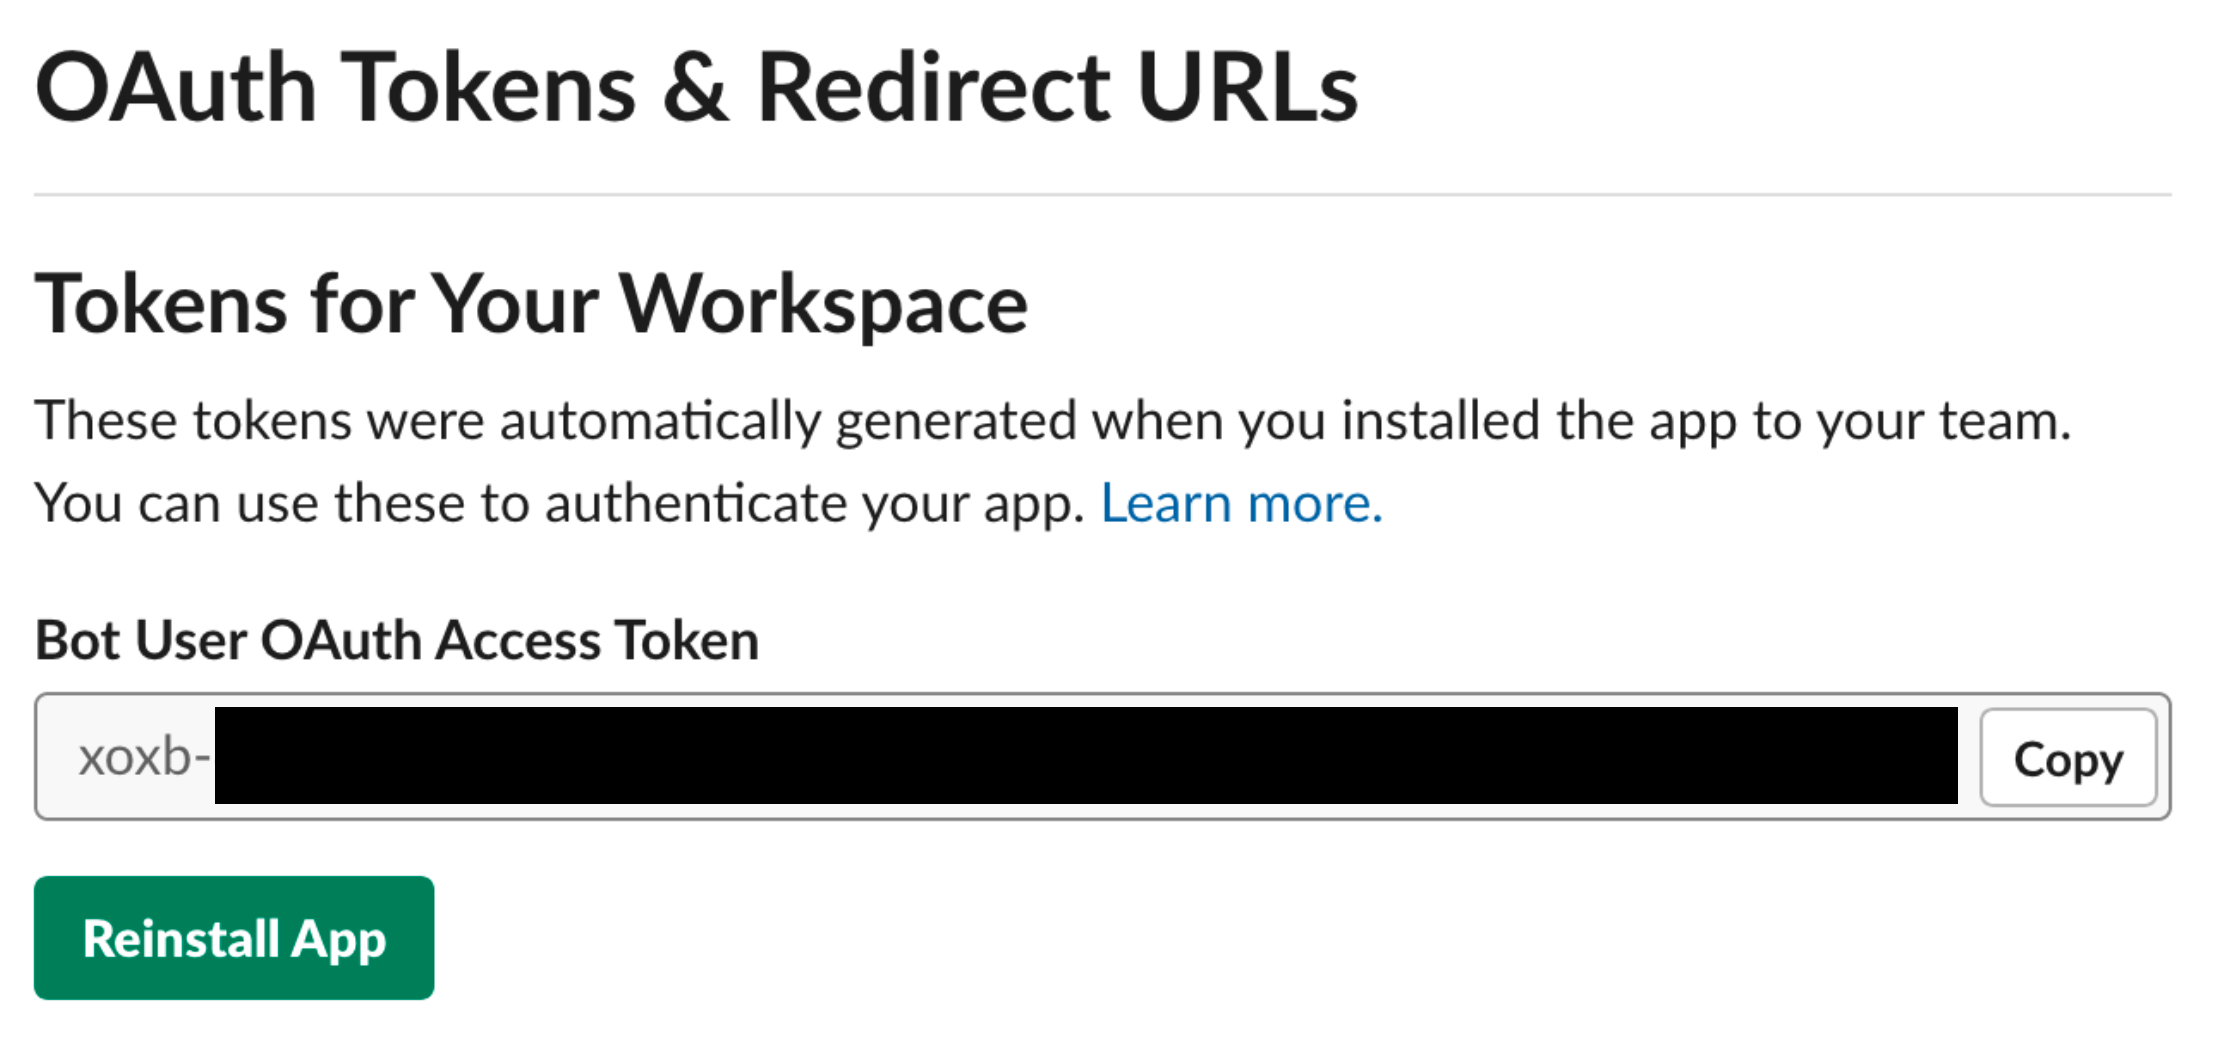 OAuth Tokens & Redirect URLs
Tokens for Your Workspace
These tokens were automatically generated when you installed the app to your team.
You can use these to authenticate your app. Learn more.
Bot User OAuth Access Token
xoxb-
Copy
Reinstall App